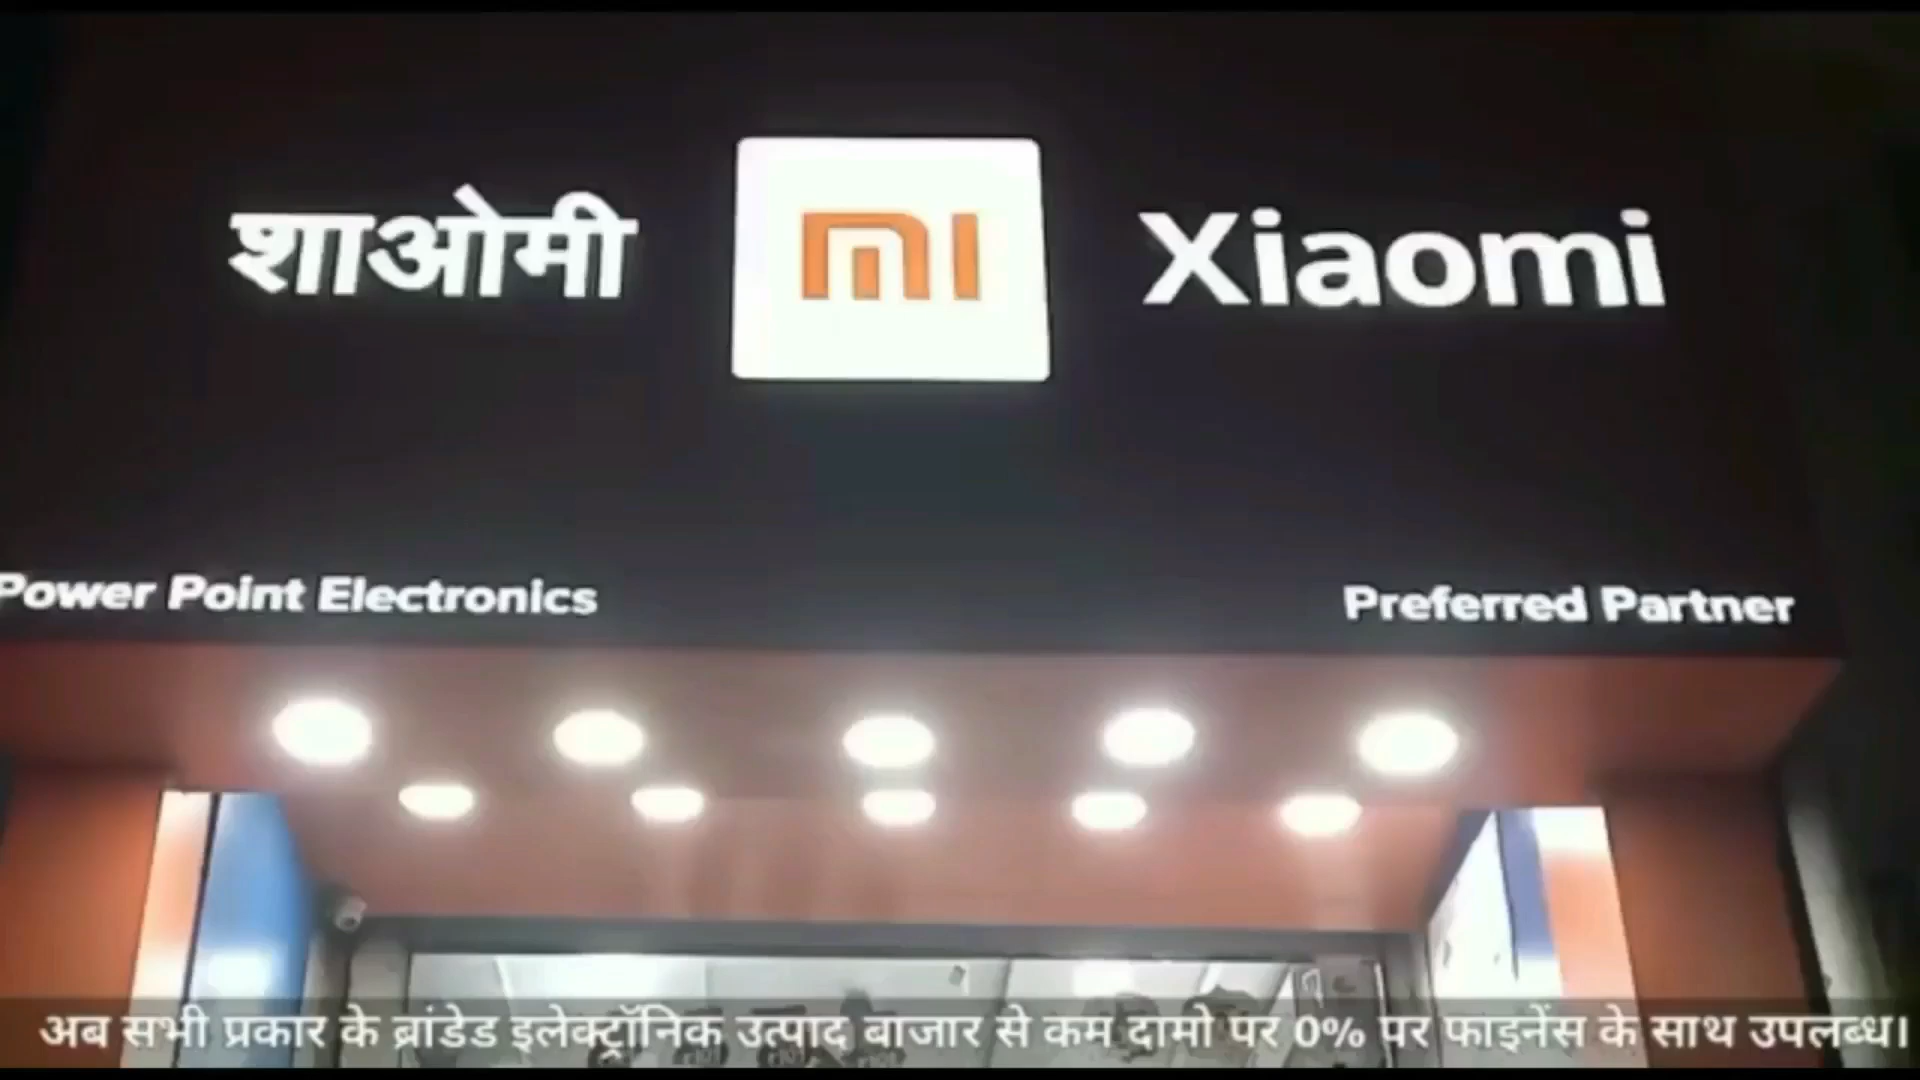 शाओमी mi Xiaomi
Power Point Electronics Preferred Partner
अब सभी प्रकार के ब्रांडेड इलेक्ट्रॉनिक उत्पाद बाजार से कम दामो पर 0% पर फाइनेंस के साथ उपलब्ध।